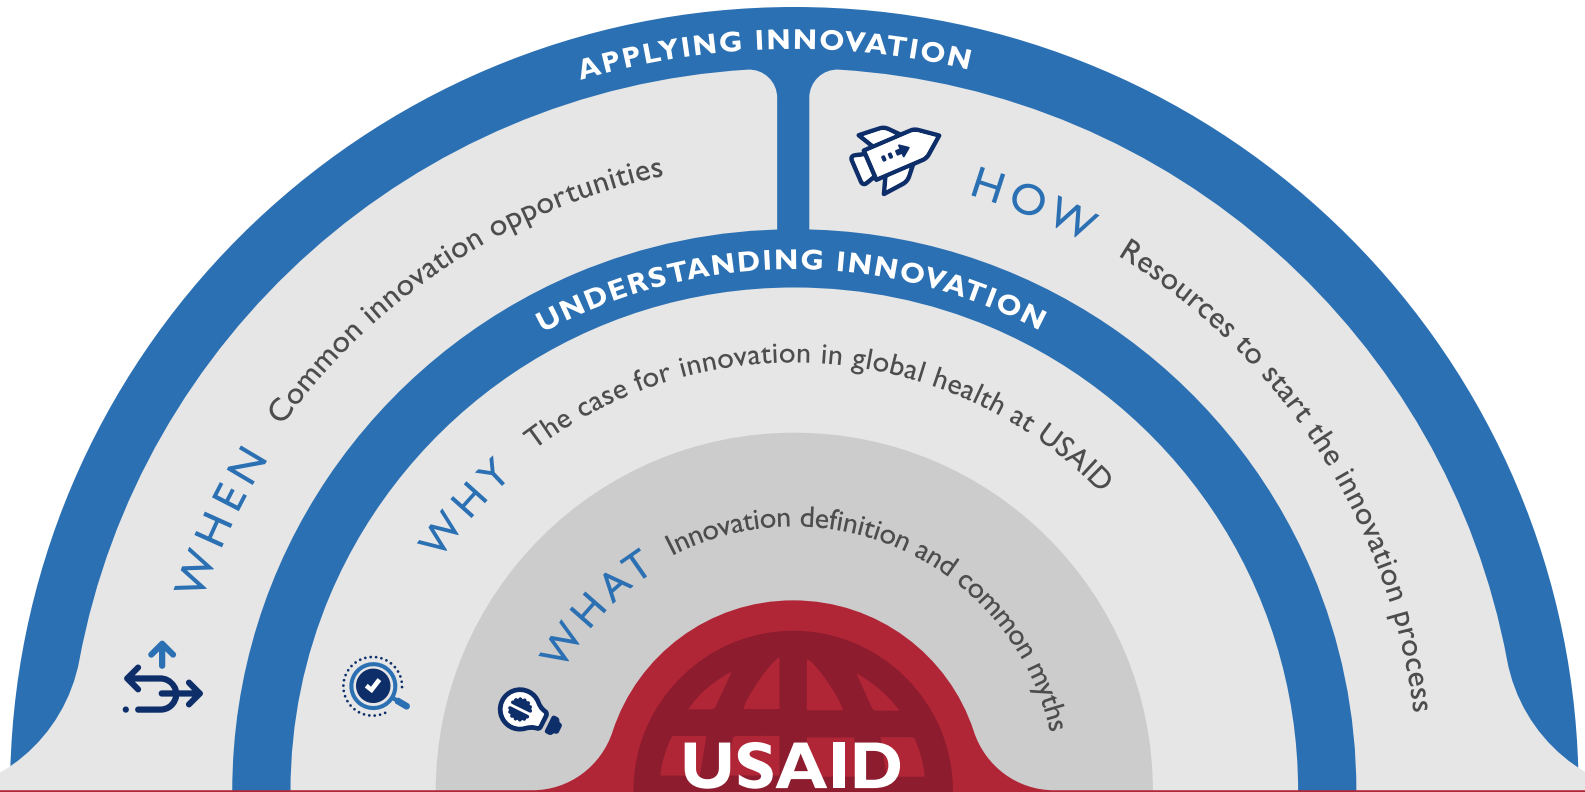 APPLYING INNOVATION
WHEN Common innovation opportunities
HOW Resources to start the innovation process
UNDERSTANDING INNOVATION
WHY The case for innovation in global health at USAID
WHAT Innovation definition and common myths
USAID